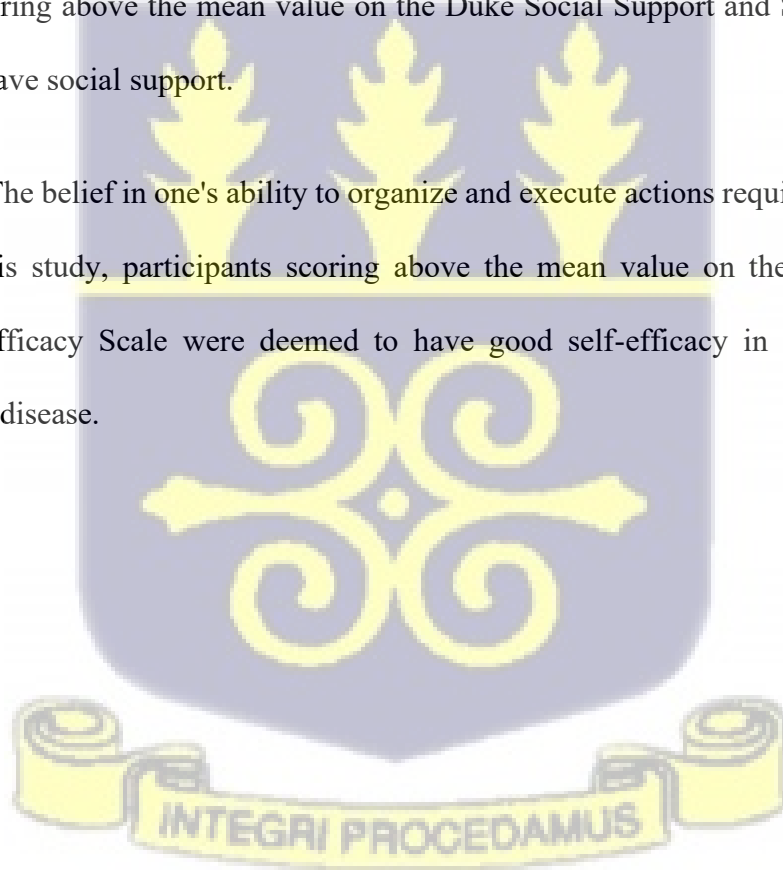 ring above the mean value on the Duke Social Support and
ave social support.
The belief in one's ability to organize and execute actions requi
is study, participants scoring above the mean value on the
fficacy Scale were deemed to have good self-efficacy in
disease.
INTEGRI PROCEDAMUS